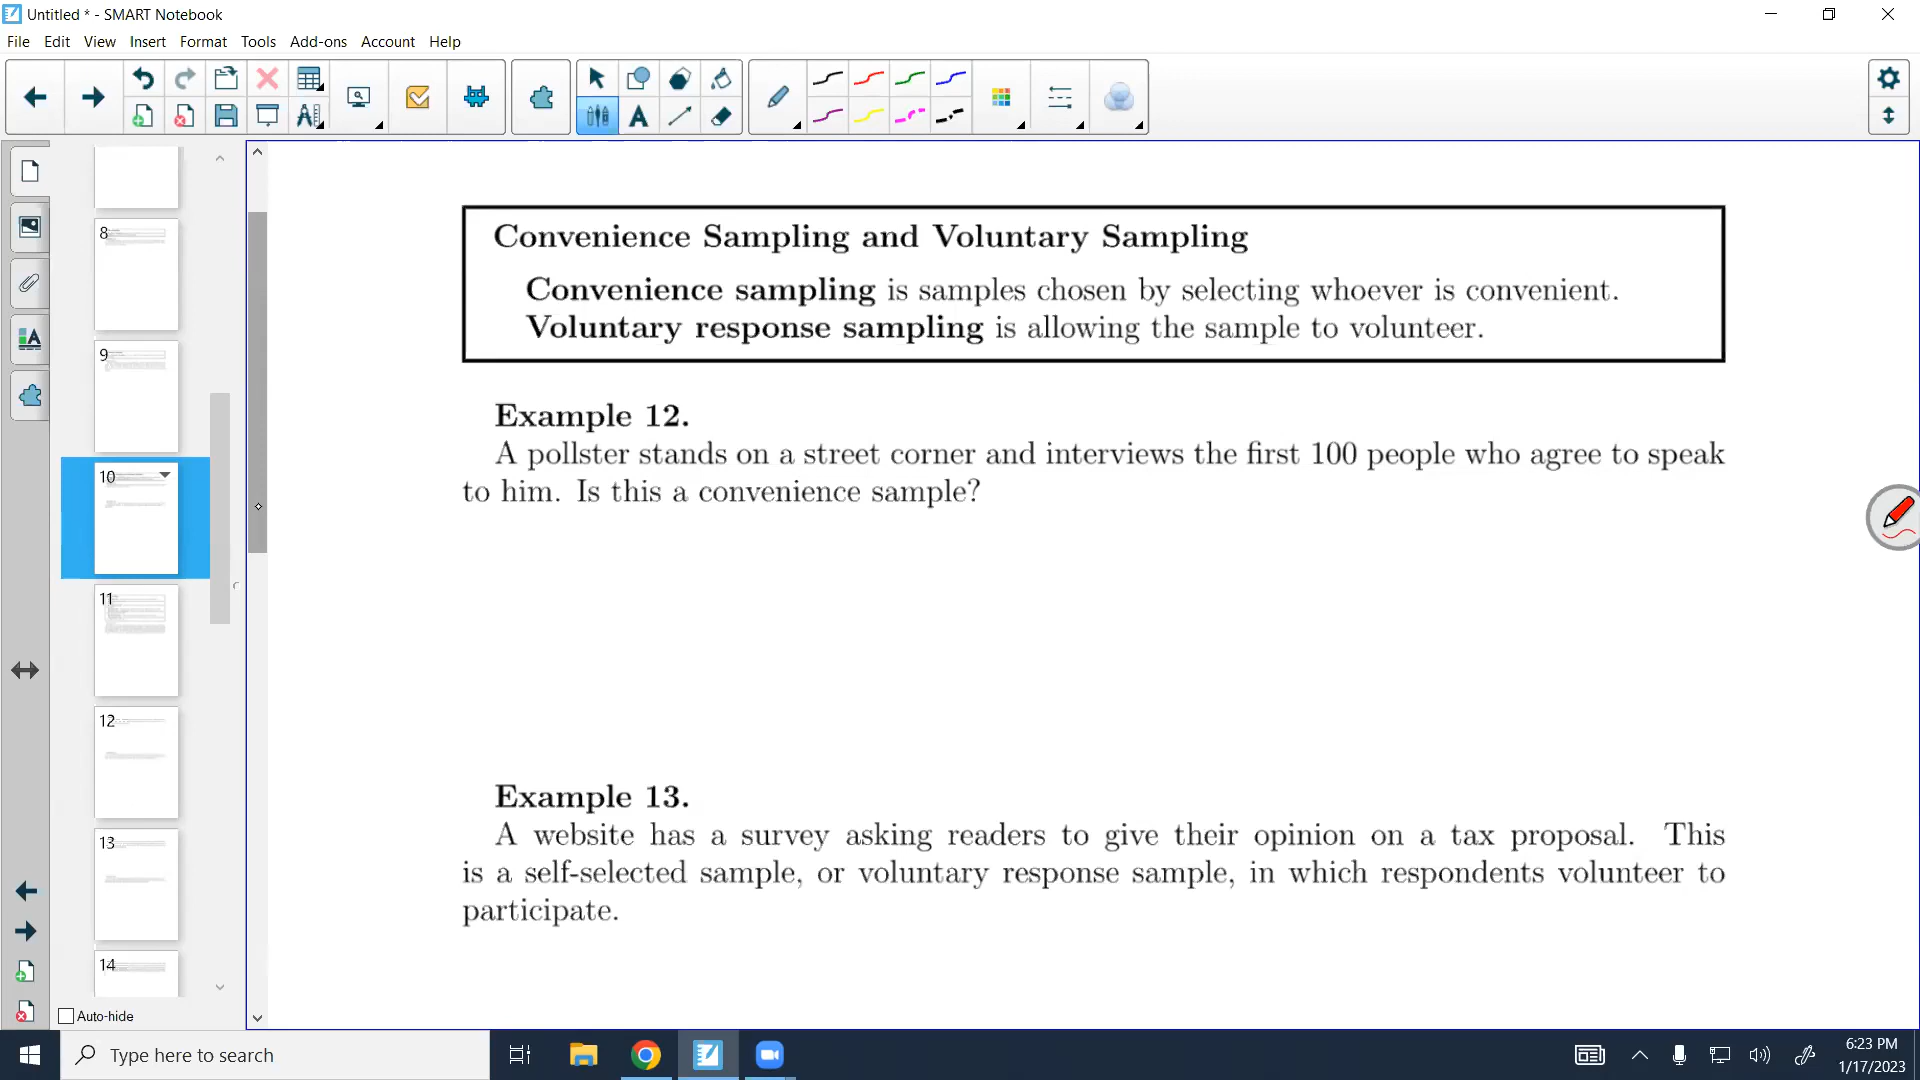 Untitled * - SMART Notebook
File Edit View Insert Format Tools Add-ons Account Help
8
9
10
11
12
13
14
Auto-hide
Convenience Sampling and Voluntary Sampling
Convenience sampling is samples chosen by selecting whoever is convenient.
Voluntary response sampling is allowing the sample to volunteer.
Example 12.
A pollster stands on a street corner and interviews the first 100 people who agree to speak
to him. Is this a convenience sample?
Example 13.
A website has a survey asking readers to give their opinion on a tax proposal. This
is a self-selected sample, or voluntary response sample, in which respondents volunteer to
participate.
Type here to search
6:23 PM
1/17/2023